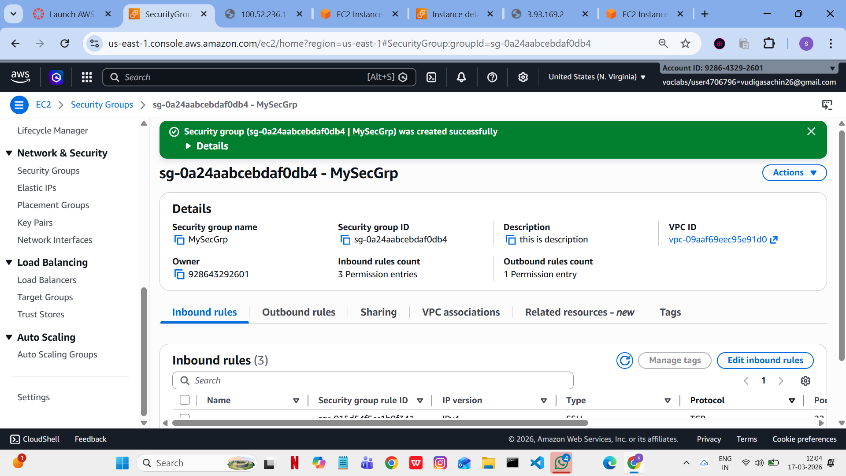 Launch AWS
SecurityGrou
100.52.236.1
EC2 Instance
Instance det
3.93.169.2
EC2 Instanc
us-east-1.console.aws.amazon.com/ec2/home?region=us-east-1#SecurityGroup:groupId=sg-0a24aabcebdaf0db4
S
aws
Search
[Alt+S]
United States (N. Virginia)
Account ID: 9286-4329-2601
voclabs/user4706796=vudigasachin26@gmail.com
EC2
Security Groups
sg-0a24aabcebdaf0db4 - MySecGrp
Lifecycle Manager
Network & Security
Security Groups
Elastic IPs
Placement Groups
Key Pairs
Network Interfaces
Load Balancing
Load Balancers
Target Groups
Trust Stores
Auto Scaling
Auto Scaling Groups
Settings
Security group (sg-0a24aabcebdaf0db4 | MySecGrp) was created successfully
Details
sg-0a24aabcebdaf0db4 - MySecGrp
Actions
Details
Security group name
MySecGrp
Security group ID
sg-0a24aabcebdaf0db4
Description
this is description
VPC ID
vpc-09aaf69eec95e91d0
Owner
928643292601
Inbound rules count
3 Permission entries
Outbound rules count
1 Permission entry
Inbound rules
Outbound rules
Sharing
VPC associations
Related resources - new
Tags
Inbound rules (3)
Manage tags
Edit inbound rules
Search
1
Name
Security group rule ID
IP version
Type
Protocol
Por
CloudShell
Feedback
© 2026, Amazon Web Services, Inc. or its affiliates.
Privacy
Terms
Cookie preferences
1
Search
4
ENG
IN
12:04
17-03-2026